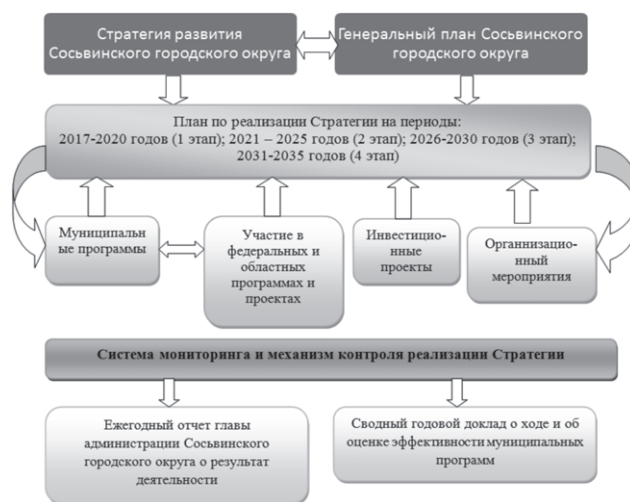 Стратегия развития
Сосьвинского городского округа
Генеральный план Сосьвинского
городского округа
План по реализации Стратегии на периоды:
2017-2020 годов (1 этап); 2021 – 2025 годов (2 этап); 2026-2030 годов (3 этап);
2031-2035 годов (4 этап)
Муниципальн
ые программы
Участие в
федеральных и
областных
программах и
проектах
Инвестицио-
нные
проекты
Органнизацио-
нный
мероприятия
Система мониторинга и механизм контроля реализации Стратегии
Ежегодный отчет главы
администрации Сосьвинского
городского округа о результат
деятельности
Сводный годовой доклад о ходе и об
оценке эффективности муниципальных
программ